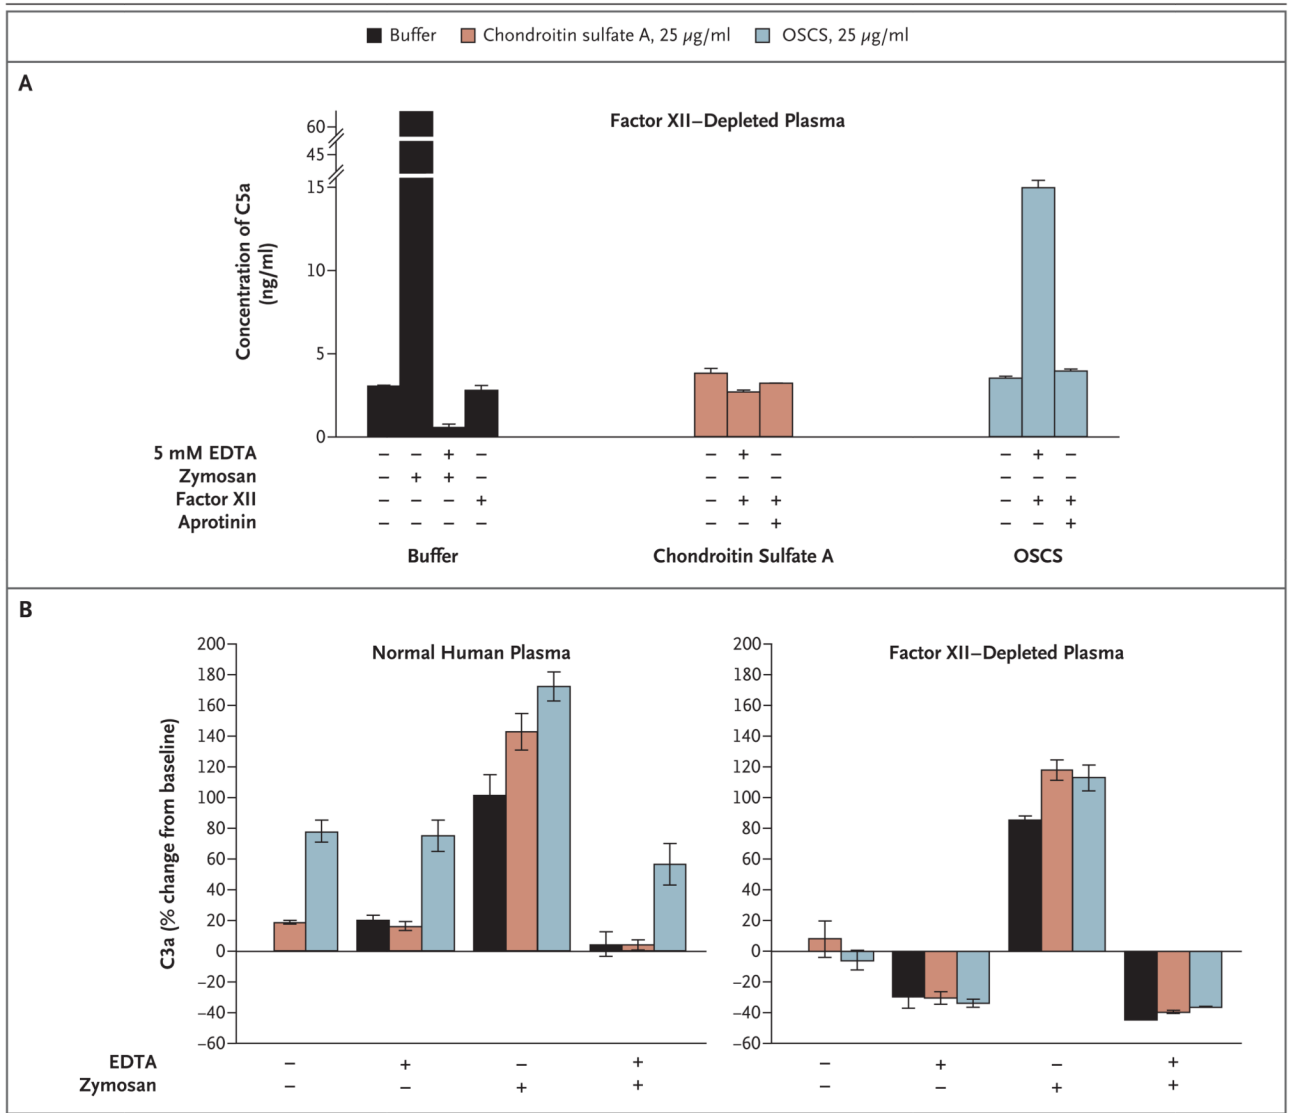 Buffer Chondroitin sulfate A, 25 µg/ml OSCS, 25 µg/ml
A
Factor XII–Depleted Plasma
Concentration of C5a
(ng/ml)
60
45
15
10
5
0
5 mM EDTA – – + – – + – – + –
Zymosan – + + – – – – – – –
Factor XII – – – + – + + – + +
Aprotinin – – – – – – + – – +
Buffer Chondroitin Sulfate A OSCS
B
Normal Human Plasma
C3a (% change from baseline)
200
180
160
140
120
100
80
60
40
20
0
–20
–40
–60
Factor XII–Depleted Plasma
200
180
160
140
120
100
80
60
40
20
0
–20
–40
–60
EDTA – + – + – + – +
Zymosan – – + + – – + +